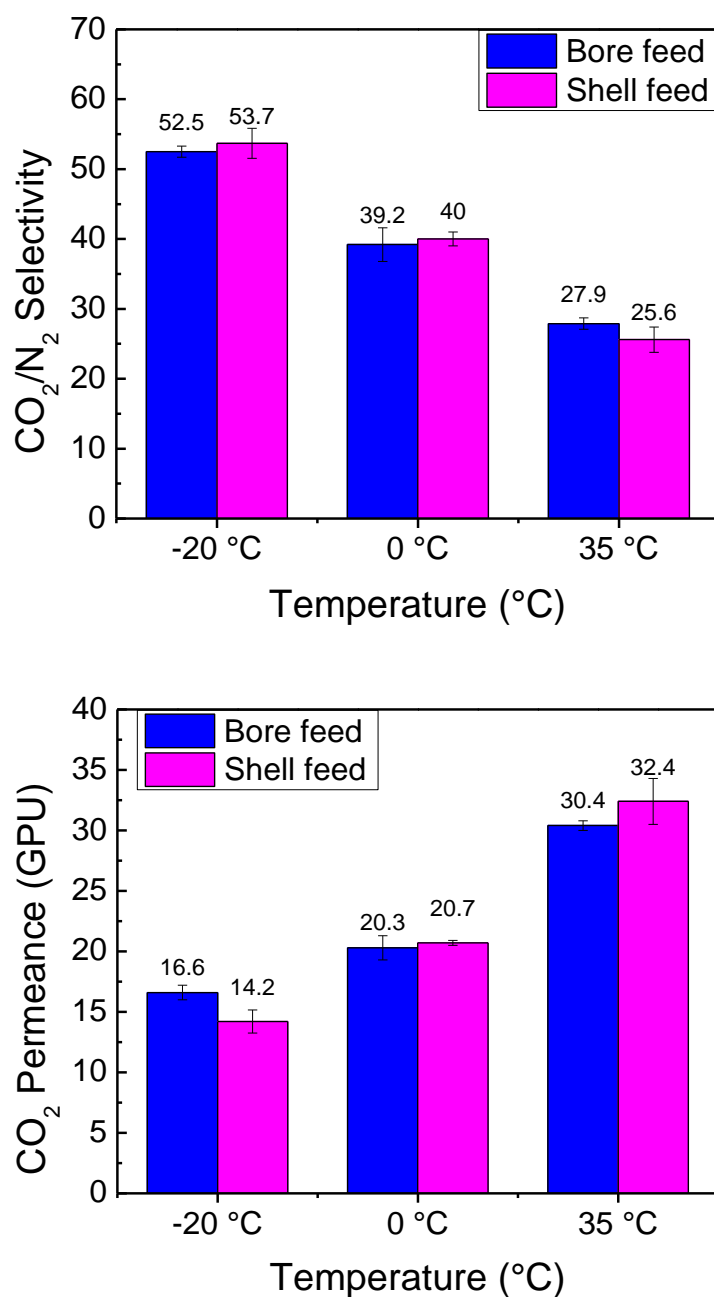 70
60
50
40
30
20
10
0
CO₂/N₂ Selectivity
Bore feed
Shell feed
52.5
53.7
39.2
40
27.9
25.6
-20 °C
0 °C
35 °C
Temperature (°C)
40
35
30
25
20
15
10
5
0
CO₂ Permeance (GPU)
Bore feed
Shell feed
16.6
14.2
20.3
20.7
30.4
32.4
-20 °C
0 °C
35 °C
Temperature (°C)